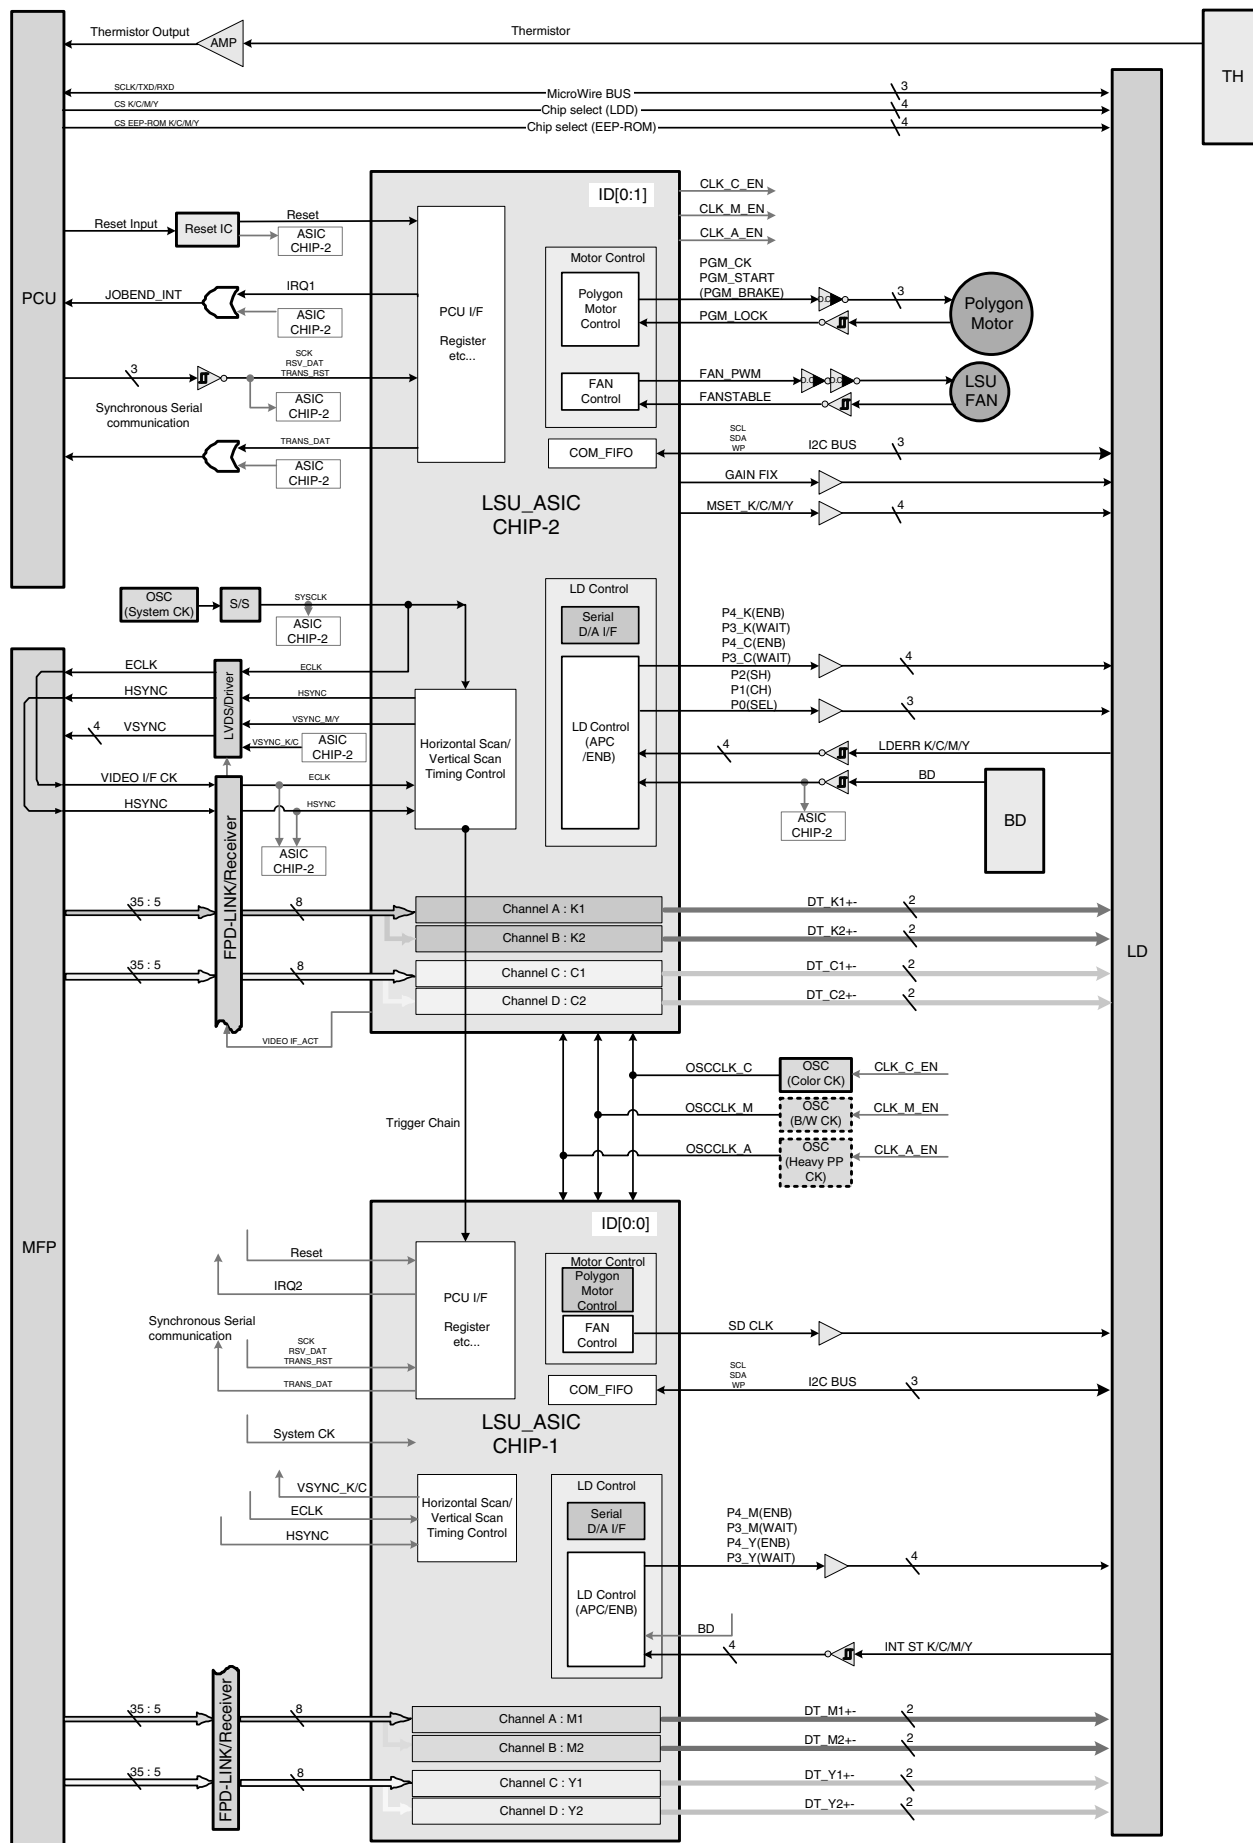 Thermistor Output
AMP
Thermistor
TH
SCLK/TXD/RXD
MicroWire BUS
3
CS K/C/M/Y
Chip select (LDD)
4
CS EEP-ROM K/C/M/Y
Chip select (EEP-ROM)
4
PCU
LD
ID[0:1]
CLK_C_EN
CLK_M_EN
CLK_A_EN
Reset Input
Reset IC
Reset
ASIC
CHIP-2
JOBEND_INT
IRQ1
ASIC
CHIP-2
3
SCK
RSV_DAT
TRANS_RST
ASIC
CHIP-2
Synchronous Serial
communication
TRANS_DAT
ASIC
CHIP-2
PCU I/F
Register
etc...
Motor Control
Polygon
Motor
Control
FAN
Control
COM_FIFO
PGM_CK
PGM_START
(PGM_BRAKE)
O.C
3
PGM_LOCK
Polygon
Motor
FAN_PWM
O.C
O.C
FANSTABLE
LSU
FAN
SCL
SDA
WP
I2C BUS
3
GAIN FIX
MSET_K/C/M/Y
4
LSU_ASIC
CHIP-2
OSC
(System CK)
S/S
SYSCLK
ASIC
CHIP-2
MFP
ECLK
HSYNC
4
VSYNC
LVDS/Driver
ECLK
HSYNC
VSYNC_M/Y
VSYNC_K/C
ASIC
CHIP-2
VIDEO I/F CK
HSYNC
FPD-LINK/Receiver
ECLK
HSYNC
ASIC
CHIP-2
Horizontal Scan/
Vertical Scan
Timing Control
LD Control
Serial
D/A I/F
LD Control
(APC
/ENB)
P4_K(ENB)
P3_K(WAIT)
P4_C(ENB)
P3_C(WAIT)
4
P2(SH)
P1(CH)
P0(SEL)
3
4
LDERR K/C/M/Y
BD
ASIC
CHIP-2
BD
35 : 5
8
Channel A : K1
DT_K1+-
2
Channel B : K2
DT_K2+-
2
35 : 5
8
Channel C : C1
DT_C1+-
2
Channel D : C2
DT_C2+-
2
VIDEO IF_ACT
OSCCLK_C
OSC
(Color CK)
CLK_C_EN
OSCCLK_M
OSC
(B/W CK)
CLK_M_EN
OSCCLK_A
OSC
(Heavy PP
CK)
CLK_A_EN
Trigger Chain
ID[0:0]
Reset
IRQ2
Synchronous Serial
communication
SCK
RSV_DAT
TRANS_RST
TRANS_DAT
PCU I/F
Register
etc...
Motor Control
Polygon
Motor
Control
FAN
Control
SD CLK
COM_FIFO
SCL
SDA
WP
I2C BUS
3
LSU_ASIC
CHIP-1
System CK
VSYNC_K/C
ECLK
HSYNC
Horizontal Scan/
Vertical Scan
Timing Control
LD Control
Serial
D/A I/F
LD Control
(APC/ENB)
P4_M(ENB)
P3_M(WAIT)
P4_Y(ENB)
P3_Y(WAIT)
4
BD
4
INT ST K/C/M/Y
FPD-LINK/Receiver
35 : 5
8
Channel A : M1
DT_M1+-
2
Channel B : M2
DT_M2+-
2
35 : 5
8
Channel C : Y1
DT_Y1+-
2
Channel D : Y2
DT_Y2+-
2